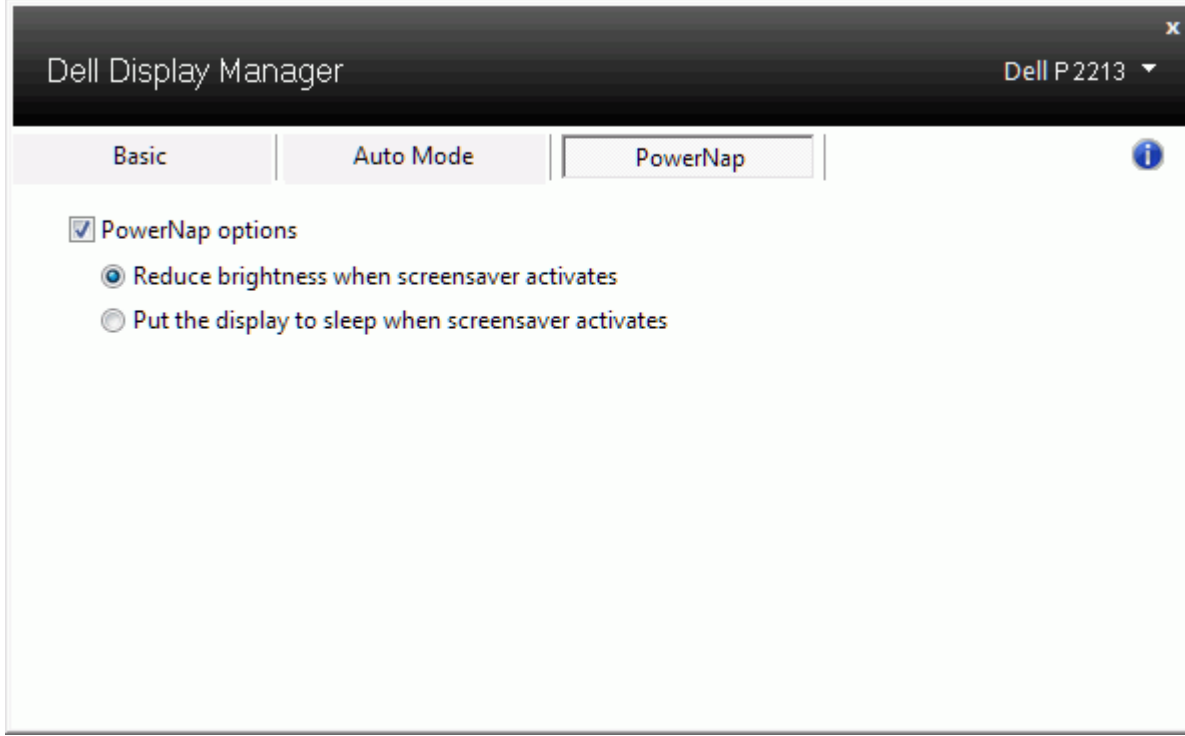 x
Dell Display Manager
Dell P2213
Basic
Auto Mode
PowerNap
i
PowerNap options
Reduce brightness when screensaver activates
Put the display to sleep when screensaver activates